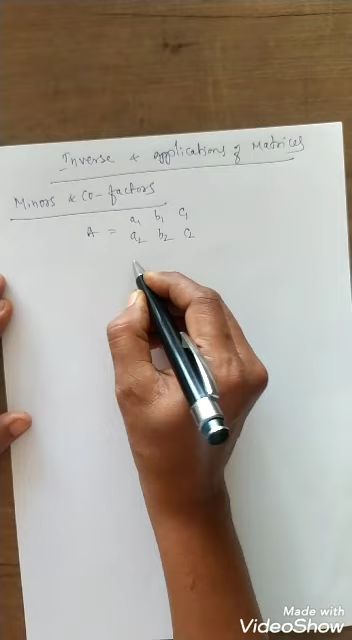 Inverse & applications of Matrices
Minors & Co-factors
a₁ b₁ c₁
A = a₂ b₂ c₂
Made with
VideoShow